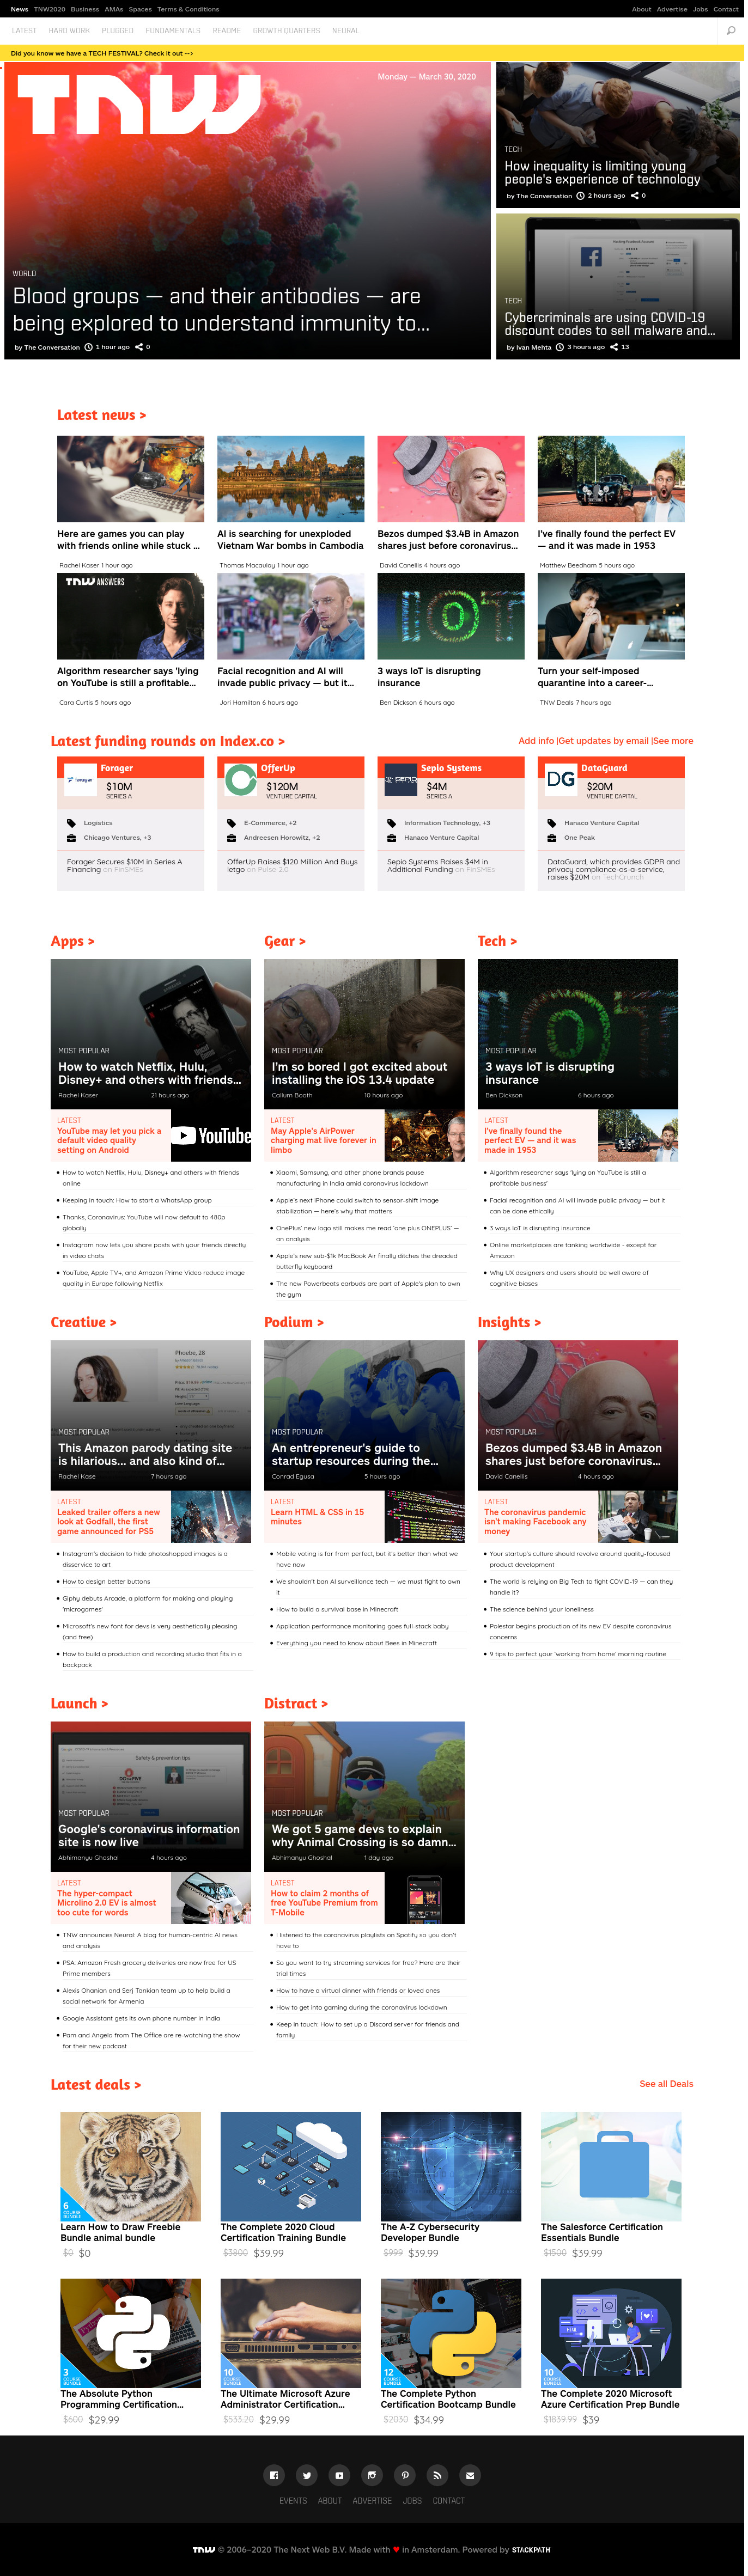 News TNW2020 Business AMAs Spaces Terms & Conditions
About Advertise Jobs Contact
LATEST HARD WORK PLUGGED FUNDAMENTALS README GROWTH QUARTERS NEURAL
Did you know we have a TECH FESTIVAL? Check it out -->
TNW
Monday — March 30, 2020
WORLD
Blood groups — and their antibodies — are
being explored to understand immunity to...
by The Conversation 1 hour ago 0
TECH
How inequality is limiting young
people's experience of technology
by The Conversation 2 hours ago 0
TECH
Cybercriminals are using COVID-19
discount codes to sell malware and...
by Ivan Mehta 3 hours ago 13
Latest news >
Here are games you can play
with friends online while stuck ...
Rachel Kaser 1 hour ago
AI is searching for unexploded
Vietnam War bombs in Cambodia
Thomas Macaulay 1 hour ago
Bezos dumped $3.4B in Amazon
shares just before coronavirus...
David Canellis 4 hours ago
I've finally found the perfect EV
— and it was made in 1953
Matthew Beedham 5 hours ago
TNW ANSWERS
Algorithm researcher says 'lying
on YouTube is still a profitable...
Cara Curtis 5 hours ago
Facial recognition and AI will
invade public privacy — but it...
Jori Hamilton 6 hours ago
IOT
3 ways IoT is disrupting
insurance
Ben Dickson 6 hours ago
Turn your self-imposed
quarantine into a career-...
TNW Deals 7 hours ago
Latest funding rounds on Index.co >
Add info |Get updates by email |See more
Forager
forager
$10M
SERIES A
Logistics
Chicago Ventures, +3
Forager Secures $10M in Series A
Financing on FinSMEs
OfferUp
$120M
VENTURE CAPITAL
E-Commerce, +2
Andreesen Horowitz, +2
OfferUp Raises $120 Million And Buys
letgo on Pulse 2.0
Sepio Systems
SEPIO
$4M
SERIES A
Information Technology, +3
Hanaco Venture Capital
Sepio Systems Raises $4M in
Additional Funding on FinSMEs
DataGuard
DG
$20M
VENTURE CAPITAL
Hanaco Venture Capital
One Peak
DataGuard, which provides GDPR and
privacy compliance-as-a-service,
raises $20M on TechCrunch
Apps >
MOST POPULAR
How to watch Netflix, Hulu,
Disney+ and others with friends...
Rachel Kaser 21 hours ago
LATEST
YouTube may let you pick a
default video quality
setting on Android
YouTube
How to watch Netflix, Hulu, Disney+ and others with friends
online
Keeping in touch: How to start a WhatsApp group
Thanks, Coronavirus: YouTube will now default to 480p
globally
Instagram now lets you share posts with your friends directly
in video chats
YouTube, Apple TV+, and Amazon Prime Video reduce image
quality in Europe following Netflix
Gear >
MOST POPULAR
I'm so bored I got excited about
installing the iOS 13.4 update
Callum Booth 10 hours ago
LATEST
May Apple's AirPower
charging mat live forever in
limbo
Xiaomi, Samsung, and other phone brands pause
manufacturing in India amid coronavirus lockdown
Apple's next iPhone could switch to sensor-shift image
stabilization — here's why that matters
OnePlus' new logo still makes me read 'one plus ONEPLUS' —
an analysis
Apple's new sub-$1k MacBook Air finally ditches the dreaded
butterfly keyboard
The new Powerbeats earbuds are part of Apple's plan to own
the gym
Tech >
MOST POPULAR
3 ways IoT is disrupting
insurance
Ben Dickson 6 hours ago
LATEST
I've finally found the
perfect EV — and it was
made in 1953
Algorithm researcher says 'lying on YouTube is still a
profitable business'
Facial recognition and AI will invade public privacy — but it
can be done ethically
3 ways IoT is disrupting insurance
Online marketplaces are tanking worldwide - except for
Amazon
Why UX designers and users should be well aware of
cognitive biases
Creative >
Phoebe, 28
MOST POPULAR
This Amazon parody dating site
is hilarious... and also kind of...
Rachel Kase 7 hours ago
LATEST
Leaked trailer offers a new
look at Godfall, the first
game announced for PS5
Instagram's decision to hide photoshopped images is a
disservice to art
How to design better buttons
Giphy debuts Arcade, a platform for making and playing
'microgames'
Microsoft's new font for devs is very aesthetically pleasing
(and free)
How to build a production and recording studio that fits in a
backpack
Podium >
MOST POPULAR
An entrepreneur's guide to
startup resources during the...
Conrad Egusa 5 hours ago
LATEST
Learn HTML & CSS in 15
minutes
Mobile voting is far from perfect, but it's better than what we
have now
We shouldn't ban AI surveillance tech — we must fight to own
it
How to build a survival base in Minecraft
Application performance monitoring goes full-stack baby
Everything you need to know about Bees in Minecraft
Insights >
MOST POPULAR
Bezos dumped $3.4B in Amazon
shares just before coronavirus...
David Canellis 4 hours ago
LATEST
The coronavirus pandemic
isn't making Facebook any
money
Your startup's culture should revolve around quality-focused
product development
The world is relying on Big Tech to fight COVID-19 — can they
handle it?
The science behind your loneliness
Polestar begins production of its new EV despite coronavirus
concerns
9 tips to perfect your 'working from home' morning routine
Launch >
Safety & prevention tips
DO THE FIVE
MOST POPULAR
Google's coronavirus information
site is now live
Abhimanyu Ghoshal 4 hours ago
LATEST
The hyper-compact
Microlino 2.0 EV is almost
too cute for words
TNW announces Neural: A blog for human-centric AI news
and analysis
PSA: Amazon Fresh grocery deliveries are now free for US
Prime members
Alexis Ohanian and Serj Tankian team up to help build a
social network for Armenia
Google Assistant gets its own phone number in India
Pam and Angela from The Office are re-watching the show
for their new podcast
Distract >
MOST POPULAR
We got 5 game devs to explain
why Animal Crossing is so damn...
Abhimanyu Ghoshal 1 day ago
LATEST
How to claim 2 months of
free YouTube Premium from
T-Mobile
I listened to the coronavirus playlists on Spotify so you don't
have to
So you want to try streaming services for free? Here are their
trial times
How to have a virtual dinner with friends or loved ones
How to get into gaming during the coronavirus lockdown
Keep in touch: How to set up a Discord server for friends and
family
Latest deals >
See all Deals
6
COURSE
BUNDLE
Learn How to Draw Freebie
Bundle animal bundle
$0 $0
The Complete 2020 Cloud
Certification Training Bundle
$3800 $39.99
The A-Z Cybersecurity
Developer Bundle
$999 $39.99
The Salesforce Certification
Essentials Bundle
$1500 $39.99
3
COURSE
BUNDLE
The Absolute Python
Programming Certification...
$600 $29.99
10
COURSE
BUNDLE
The Ultimate Microsoft Azure
Administrator Certification...
$533.20 $29.99
12
COURSE
BUNDLE
The Complete Python
Certification Bootcamp Bundle
$2030 $34.99
10
COURSE
BUNDLE
The Complete 2020 Microsoft
Azure Certification Prep Bundle
$1839.99 $39
EVENTS ABOUT ADVERTISE JOBS CONTACT
TNW © 2006–2020 The Next Web B.V. Made with ♥ in Amsterdam. Powered by STACKPATH